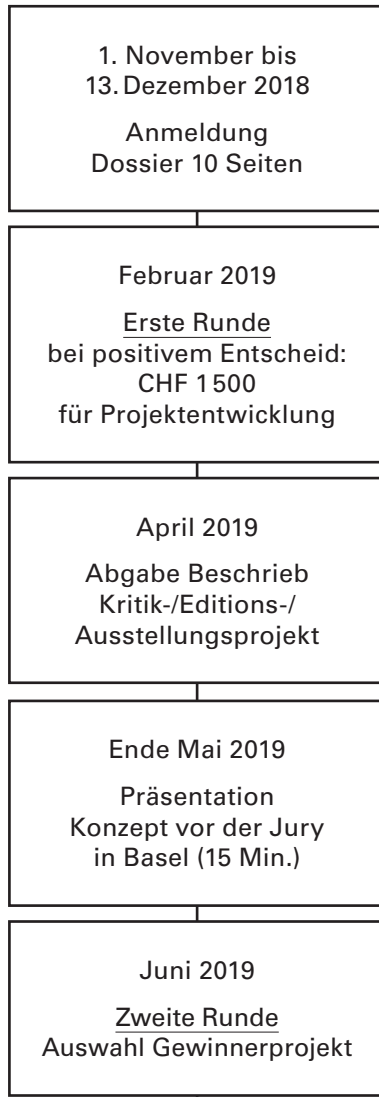 1. November bis
13. Dezember 2018
Anmeldung
Dossier 10 Seiten
Februar 2019
Erste Runde
bei positivem Entscheid:
CHF 1500
für Projektentwicklung
April 2019
Abgabe Beschrieb
Kritik-/Editions-/
Ausstellungsprojekt
Ende Mai 2019
Präsentation
Konzept vor der Jury
in Basel (15 Min.)
Juni 2019
Zweite Runde
Auswahl Gewinnerprojekt